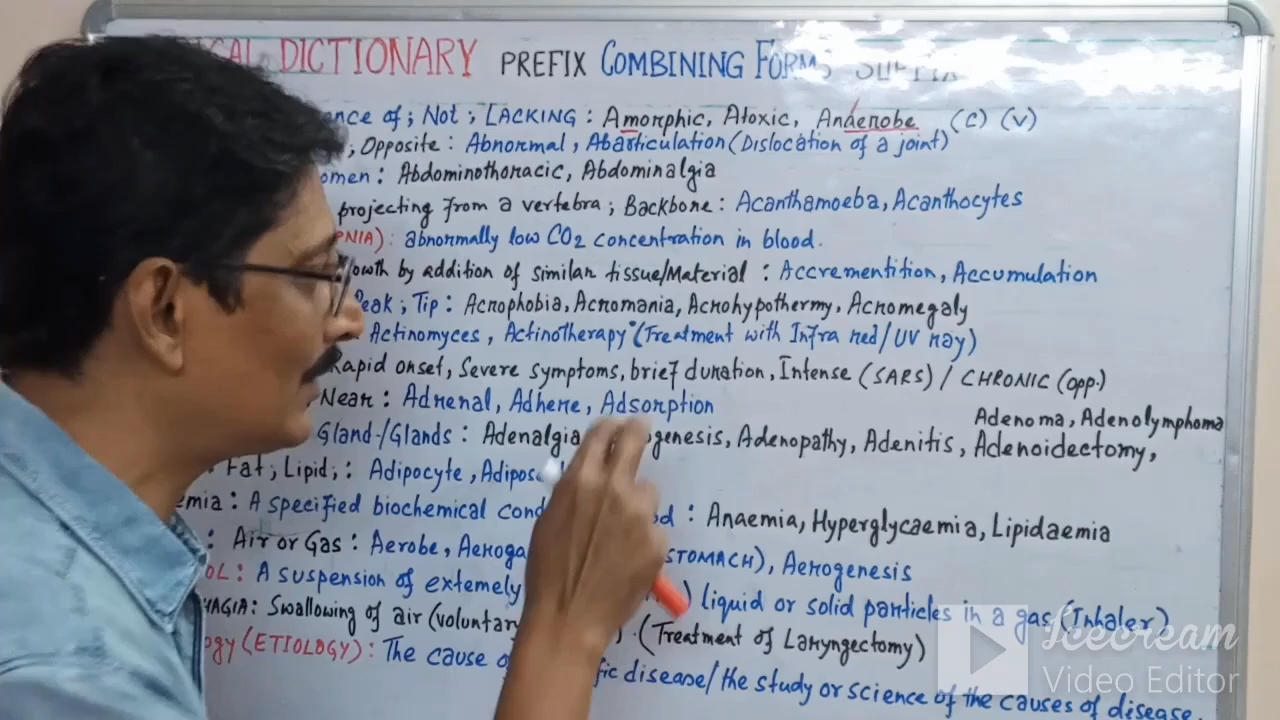 ICAL DICTIONARY PREFIX COMBINING FORMS SUFFIX
nce of; Not; LACKING: Amorphic, Atoxic, Anaerobe (C) (V)
; Opposite: Abnormal, Abarticulation (Dislocation of a joint)
omen: Abdominothoracic, Abdominalgia
projecting from a vertebra; Backbone: Acanthamoeba, Acanthocytes
PNIA): abnormally low CO2 concentration in blood.
owth by addition of similar tissue/Material: Accrementition, Accumulation
Peak; Tip: Acrophobia, Acromania, Acrohypothermy, Acromegaly
Actinomyces, Actinotherapy (Treatment with Infra red/UV ray)
Rapid onset, Severe symptoms, brief duration, Intense (SARS) / CHRONIC (opp.)
Near: Adrenal, Adhere, Adsorption
Adenoma, Adenolymphoma
Gland-/Glands: Adenalgia genesis, Adenopathy, Adenitis, Adenoidectomy,
: Fat; Lipid,: Adipocyte, Adipos
emia: A specified biochemical cond d: Anaemia, Hyperglycaemia, Lipidaemia
: Air or Gas: Aerobe, Aeroga STOMACH), Aerogenesis
OL: A suspension of extemely ) liquid or solid particles in a gas (Inhaler)
HAGIA: Swallowing of air (voluntar ) . (Treatment of Laryngectomy)
ogy (ETIOLOGY): The cause o fic disease/ the study or science of the causes of disease.
Icecream
Video Editor